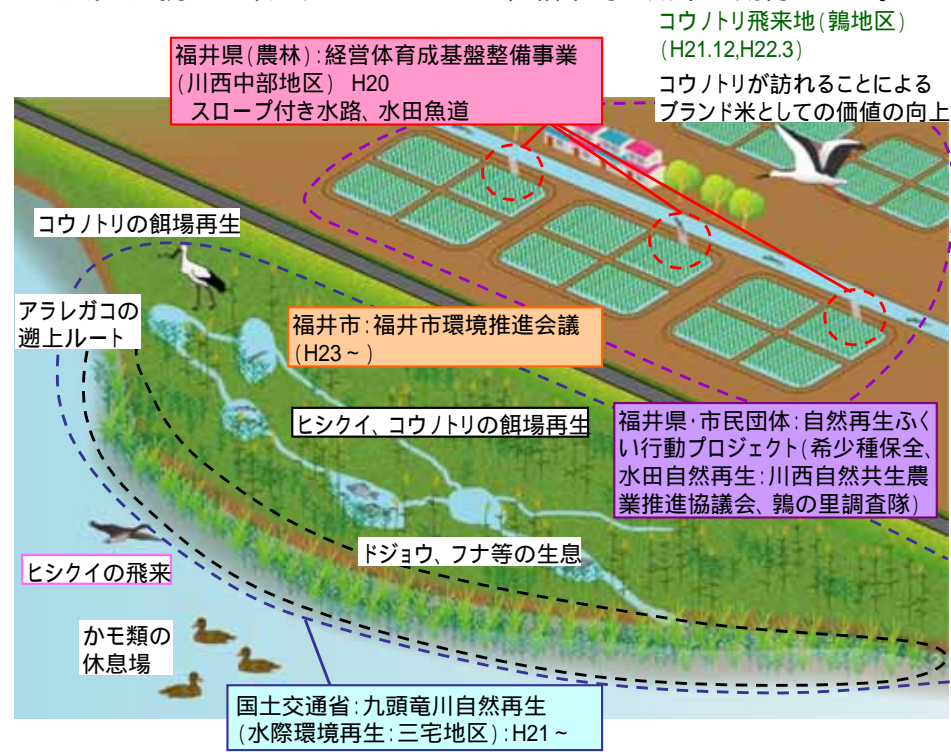 コウノトリ飛来地(鶉地区)
(H21.12,H22.3)
コウノトリが訪れることによる
ブランド米としての価値の向上
福井県(農林):経営体育成基盤整備事業
(川西中部地区) H20
スロープ付き水路、水田魚道
コウノトリの餌場再生
アラレガコの
遡上ルート
福井市:福井市環境推進会議
(H23~)
ヒシクイ、コウノトリの餌場再生
福井県・市民団体:自然再生ふく
い行動プロジェクト(希少種保全、
水田自然再生:川西自然共生農
業推進協議会、鶉の里調査隊)
ドジョウ、フナ等の生息
ヒシクイの飛来
かモ類の
休息場
国土交通省:九頭竜川自然再生
(水際環境再生:三宅地区):H21~